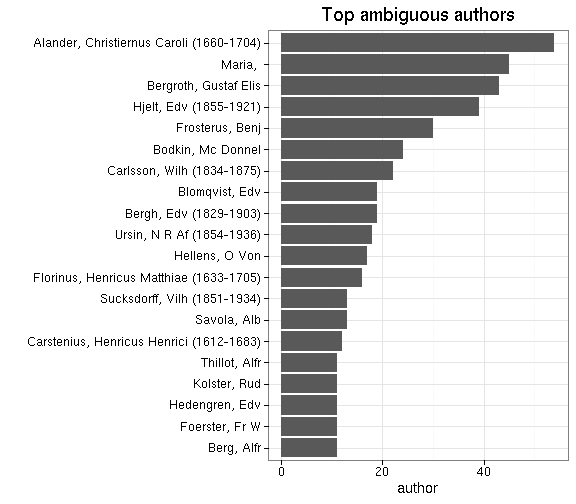 Top ambiguous authors
Alander, Christiernus Caroli (1660-1704)
Maria,
Bergroth, Gustaf Elis
Hjelt, Edv (1855-1921)
Frosterus, Benj
Bodkin, Mc Donnel
Carlsson, Wilh (1834-1875)
Blomqvist, Edv
Bergh, Edv (1829-1903)
Ursin, N R Af (1854-1936)
Hellens, O Von
Florinus, Henricus Matthiae (1633-1705)
Sucksdorff, Vilh (1851-1934)
Savola, Alb
Carstenius, Henricus Henrici (1612-1683)
Thillot, Alfr
Kolster, Rud
Hedengren, Edv
Foerster, Fr W
Berg, Alfr
0 20 40
author